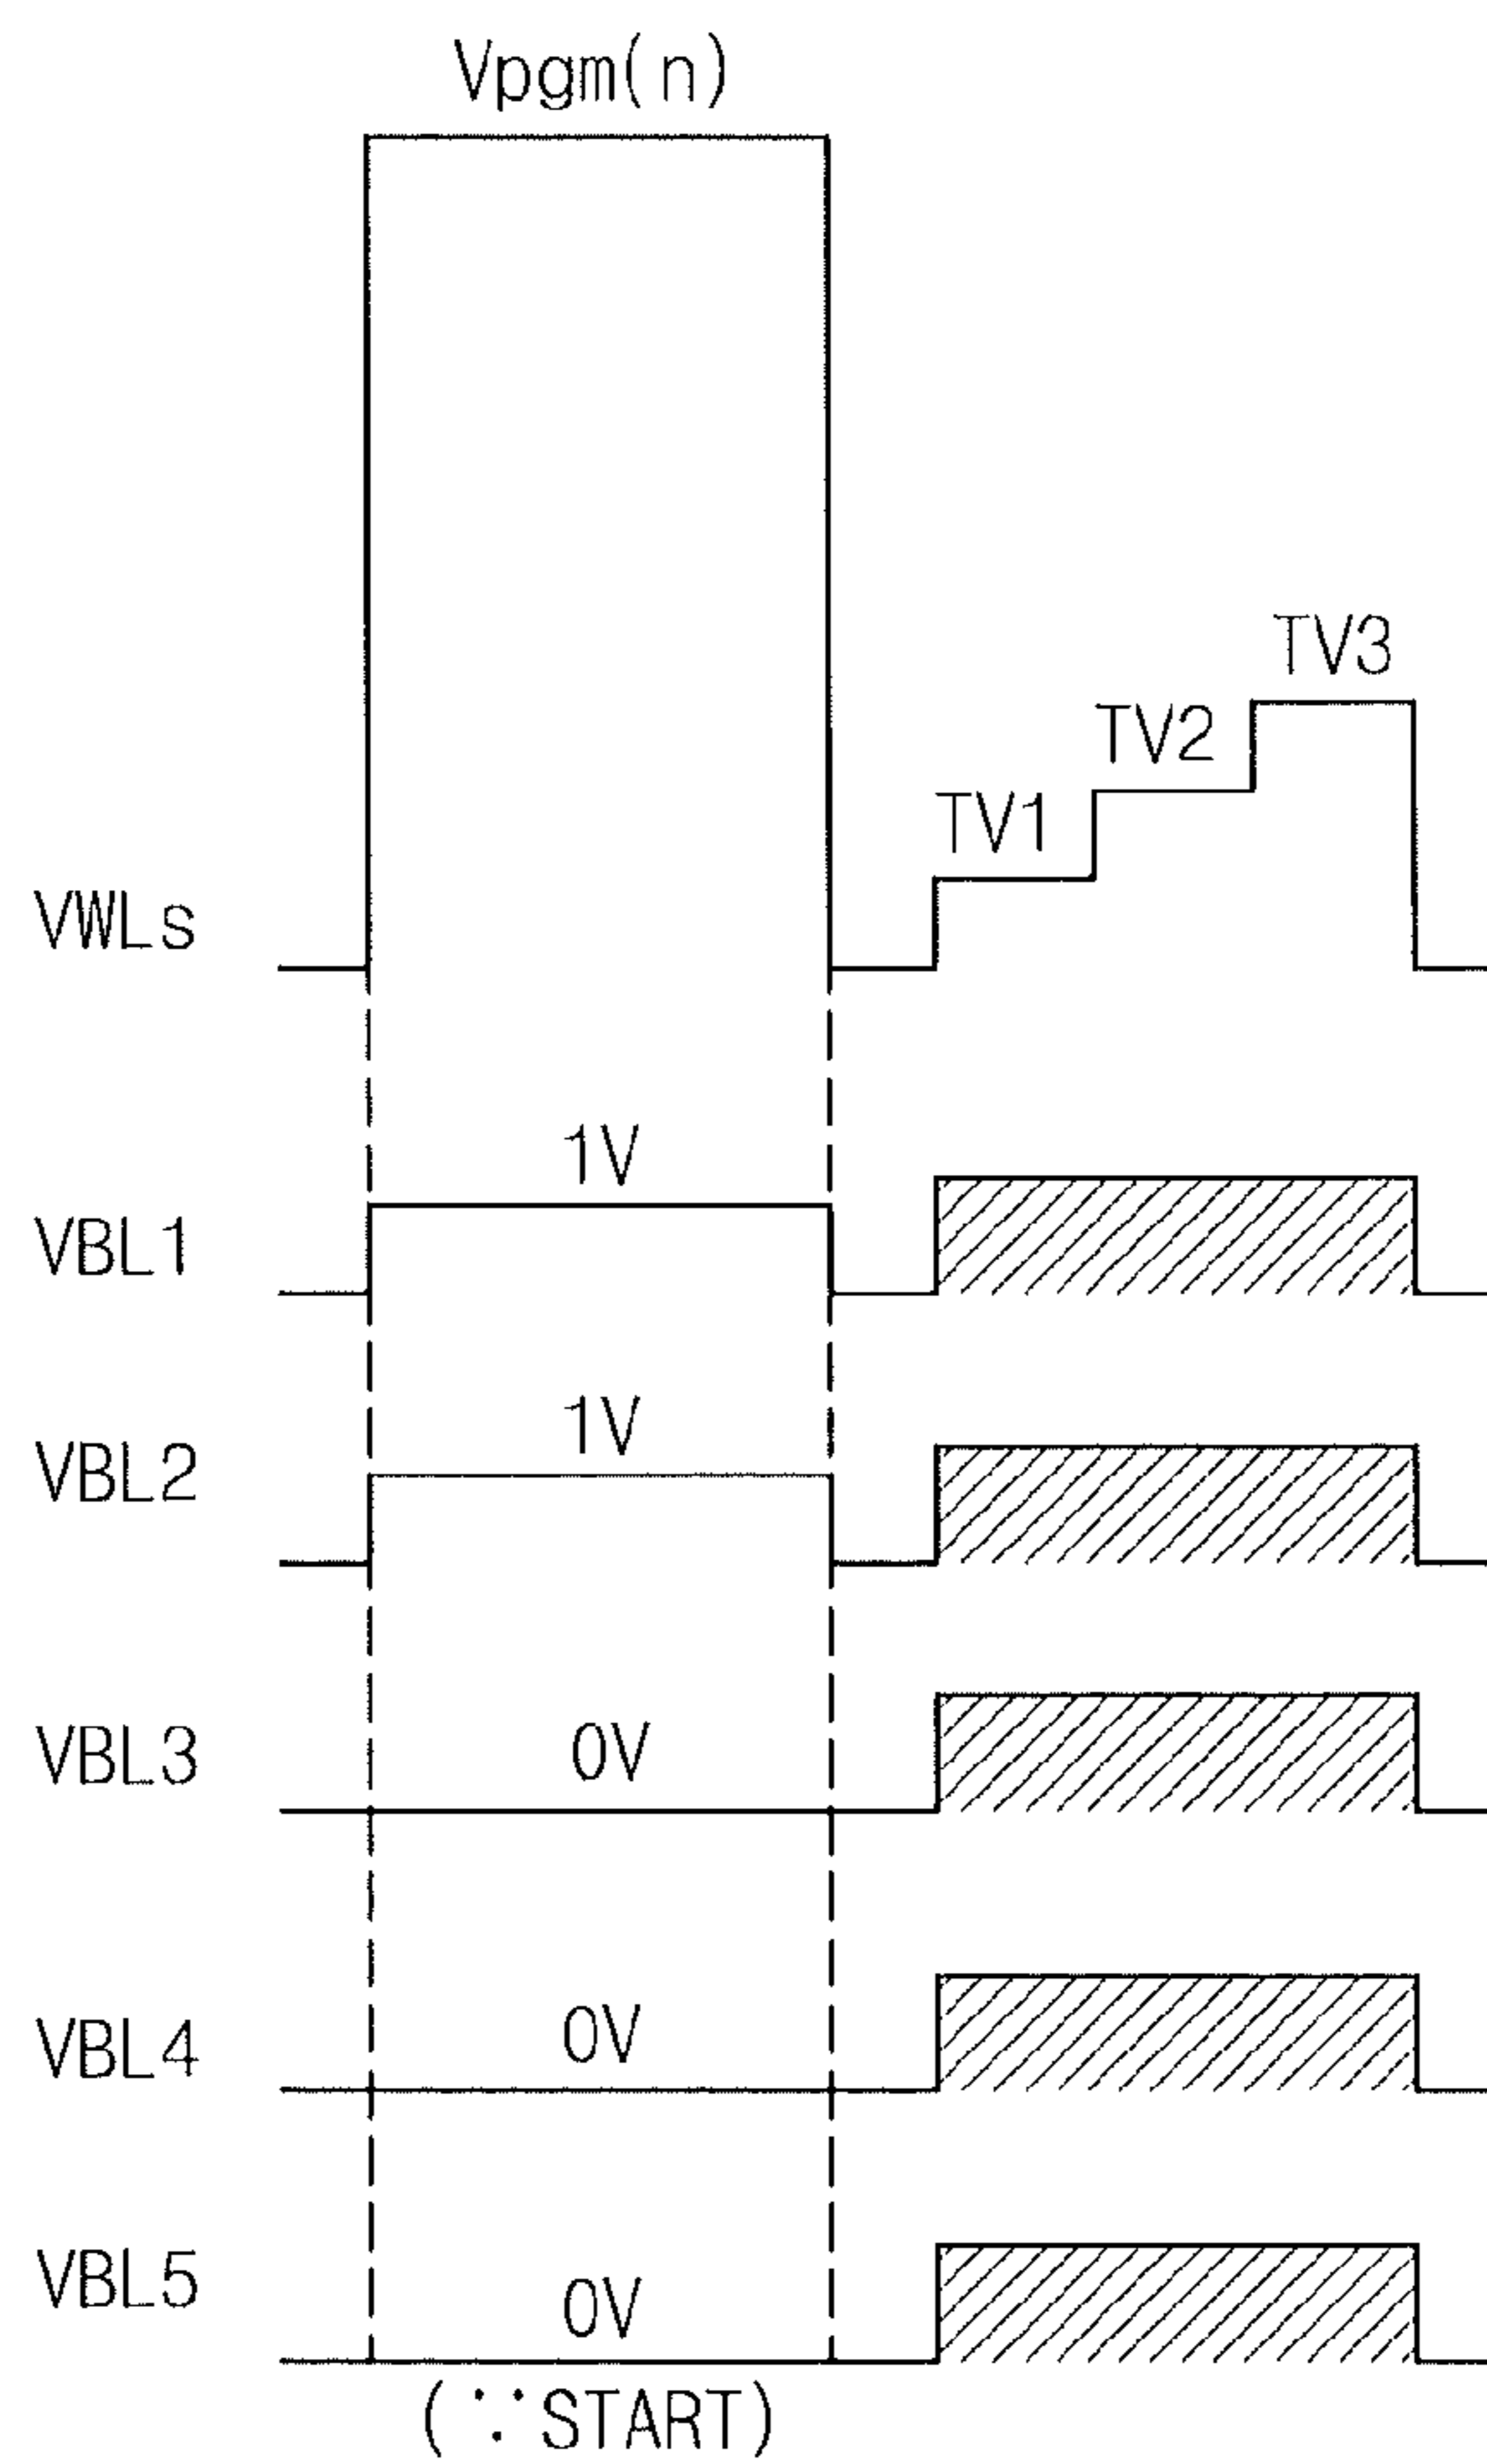 Vpgm(n)
TV3
TV2
TV1
VWLs
1V
VBL1
1V
VBL2
0V
VBL3
0V
VBL4
0V
VBL5
(∵START)